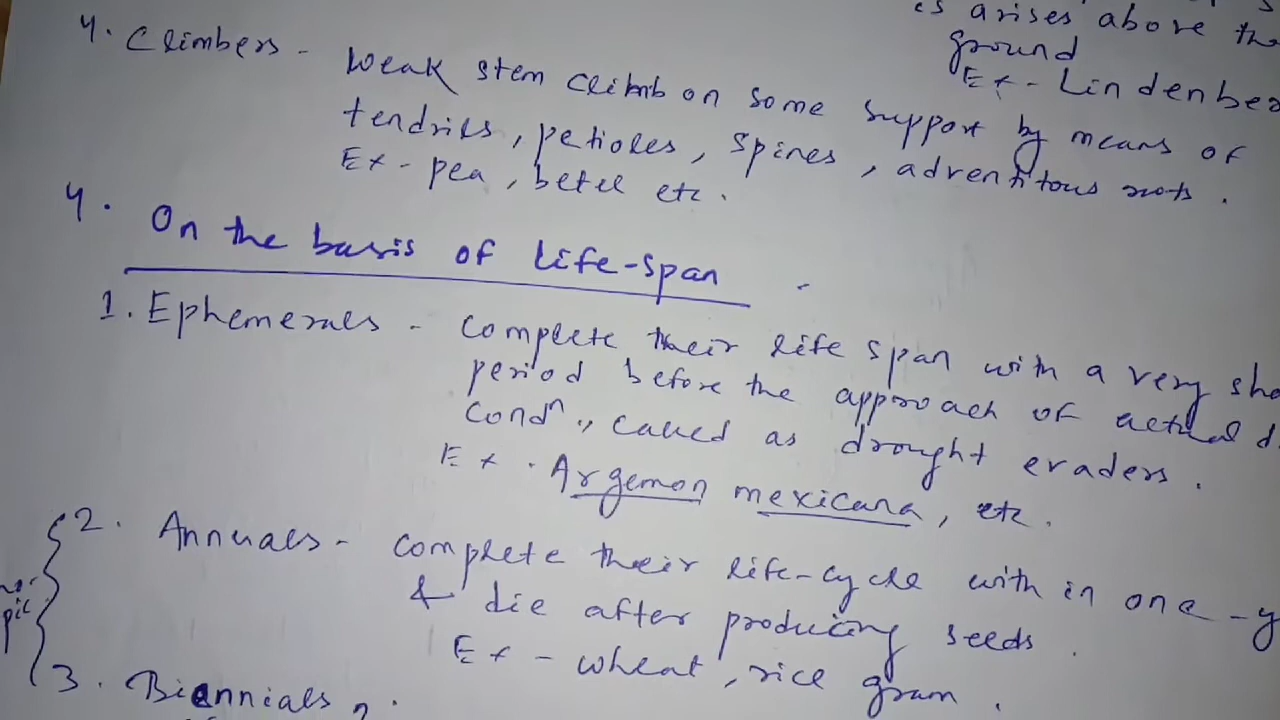 is arises above the
ground
Ex - Lindenber
4. Climbers - Weak stem climb on some support by means of
tendrils, petioles, spines, adventitous roots.
Ex - pea, betel etc.
4. On the basis of life-span
1. Ephemerals - complete their life span with a very sho
period before the approach of actual d
condn., called as drought evaders.
Ex. Argemon mexicana, etc.
2. Annuals - complete their life-cycle with in one - y
& die after producing seeds.
Ex - wheat, rice gram.
3. Biennials